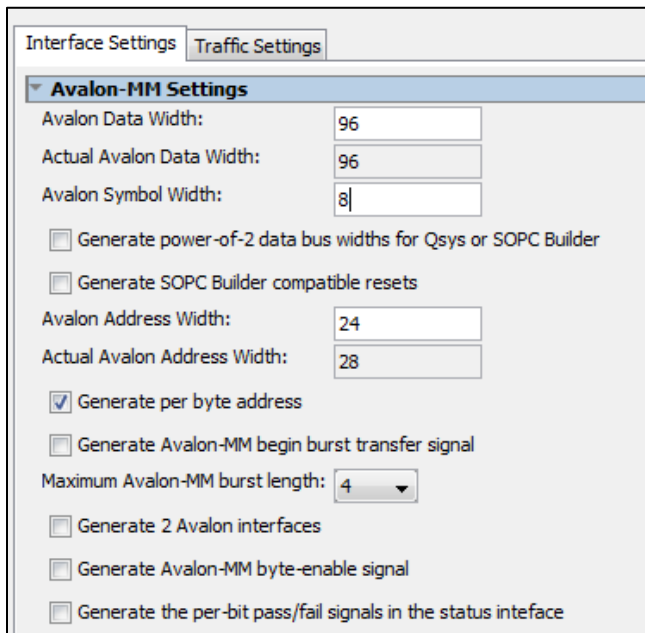 Interface Settings Traffic Settings
Avalon-MM Settings
Avalon Data Width: 96
Actual Avalon Data Width: 96
Avalon Symbol Width: 8
Generate power-of-2 data bus widths for Qsys or SOPC Builder
Generate SOPC Builder compatible resets
Avalon Address Width: 24
Actual Avalon Address Width: 28
Generate per byte address
Generate Avalon-MM begin burst transfer signal
Maximum Avalon-MM burst length: 4
Generate 2 Avalon interfaces
Generate Avalon-MM byte-enable signal
Generate the per-bit pass/fail signals in the status inteface